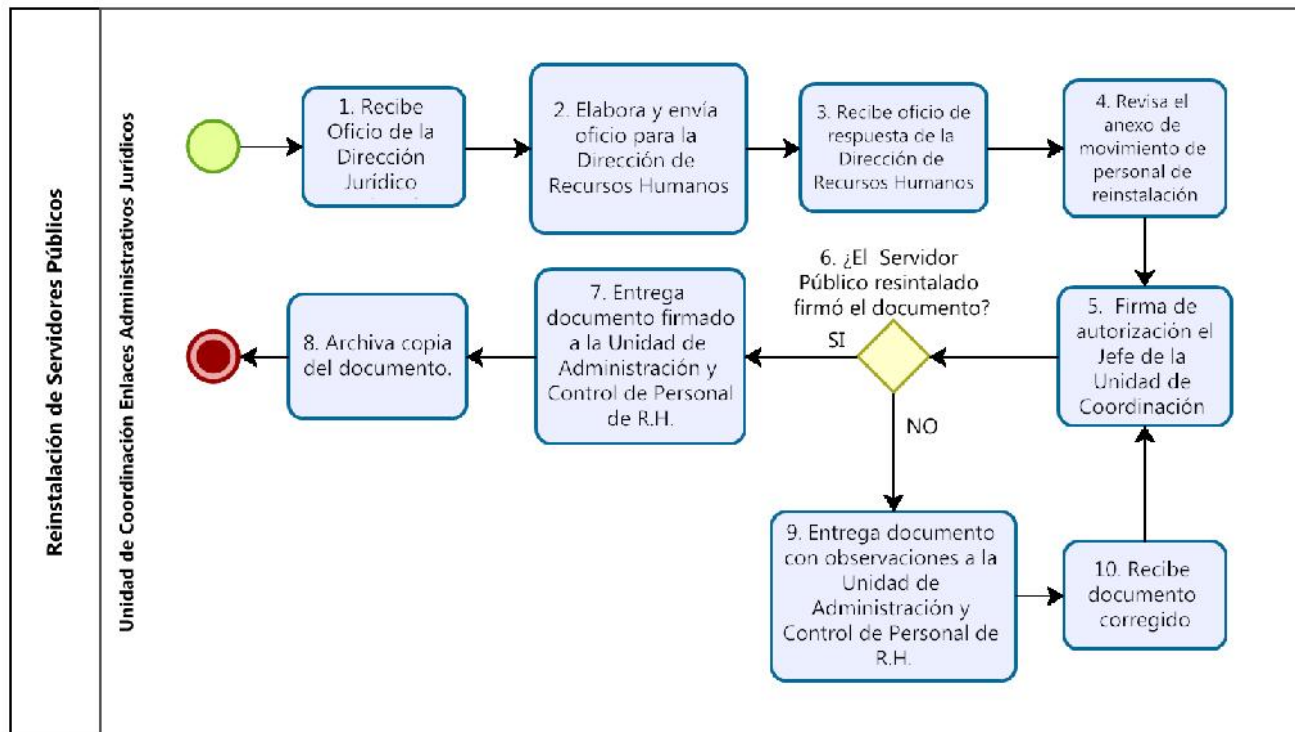 Reinstalación de Servidores Públicos
Unidad de Coordinación Enlaces Administrativos Jurídicos
1. Recibe
Oficio de la
Dirección
Jurídico
2. Elabora y envía
oficio para la
Dirección de
Recursos Humanos
3. Recibe oficio de
respuesta de la
Dirección de
Recursos Humanos
4. Revisa el
anexo de
movimiento de
personal de
reinstalación
5. Firma de
autorización el
Jefe de la
Unidad de
Coordinación
6. ¿El Servidor
Público resintalado
firmó el documento?
SI
NO
7. Entrega
documento firmado
a la Unidad de
Administración y
Control de Personal
de R.H.
8. Archiva copia
del documento.
9. Entrega documento
con observaciones a la
Unidad de
Administración y
Control de Personal de
R.H.
10. Recibe
documento
corregido